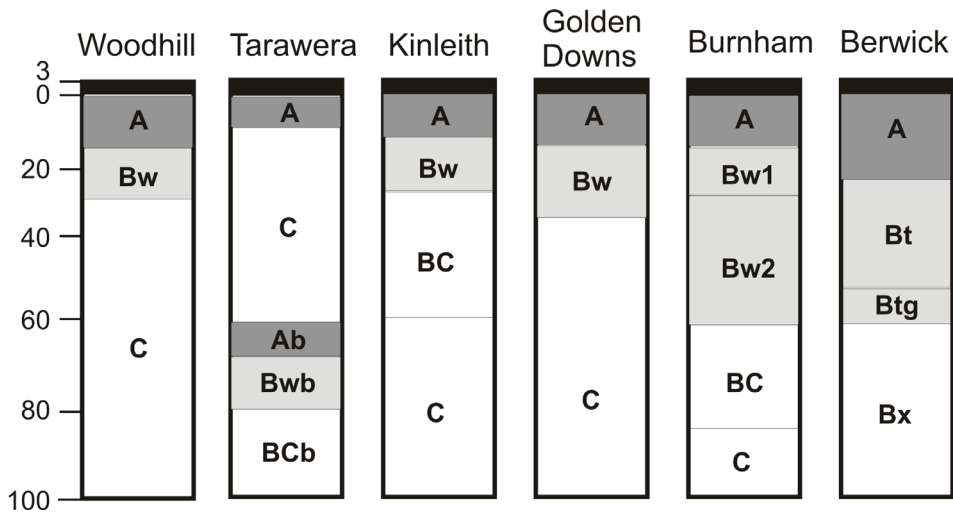 Woodhill
Tarawera
Kinleith
Golden
Downs
Burnham
Berwick
3
0
20
40
60
80
100
A
Bw
C
A
C
Ab
Bwb
BCb
A
Bw
BC
C
A
Bw
C
A
Bw1
Bw2
BC
C
A
Bt
Btg
Bx